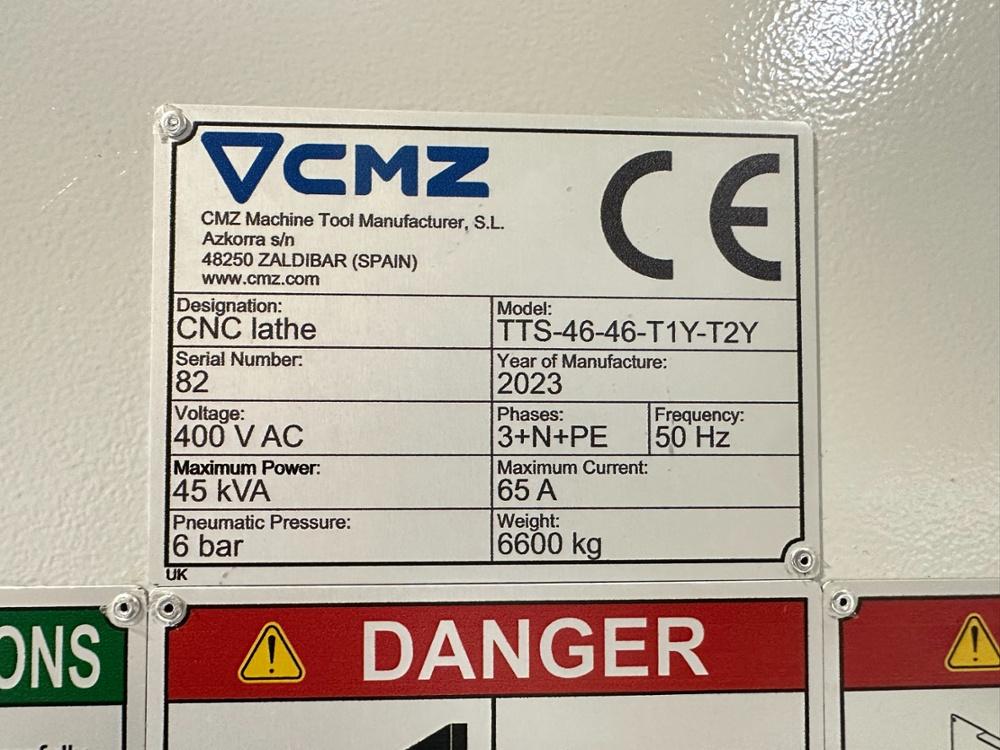 CMZ
CE
CMZ Machine Tool Manufacturer, S.L.
Azkorra s/n
48250 ZALDIBAR (SPAIN)
www.cmz.com
Designation:
CNC lathe
Model:
TTS-46-46-T1Y-T2Y
Serial Number:
82
Year of Manufacture:
2023
Voltage:
400 V AC
Phases:
3+N+PE
Frequency:
50 Hz
Maximum Power:
45 kVA
Maximum Current:
65 A
Pneumatic Pressure:
6 bar
Weight:
6600 kg
UK
ONS
DANGER